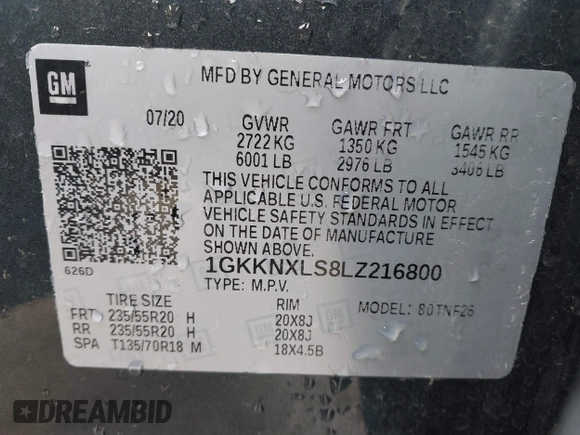 GM
MFD BY GENERAL MOTORS LLC
07/20 GVWR GAWR FRT GAWR RR
2722 KG 1350 KG 1545 KG
6001 LB 2976 LB 3406 LB
THIS VEHICLE CONFORMS TO ALL
APPLICABLE U.S. FEDERAL MOTOR
VEHICLE SAFETY STANDARDS IN EFFECT
ON THE DATE OF MANUFACTURE
SHOWN ABOVE.
626D 1GKKNXLS8LZ216800
TYPE: M.P.V.
TIRE SIZE RIM MODEL: 80TNF26
FRT 235/55R20 H 20X8J
RR 235/55R20 H 20X8J
SPA T135/70R18 M 18X4.5B
DREAMBID